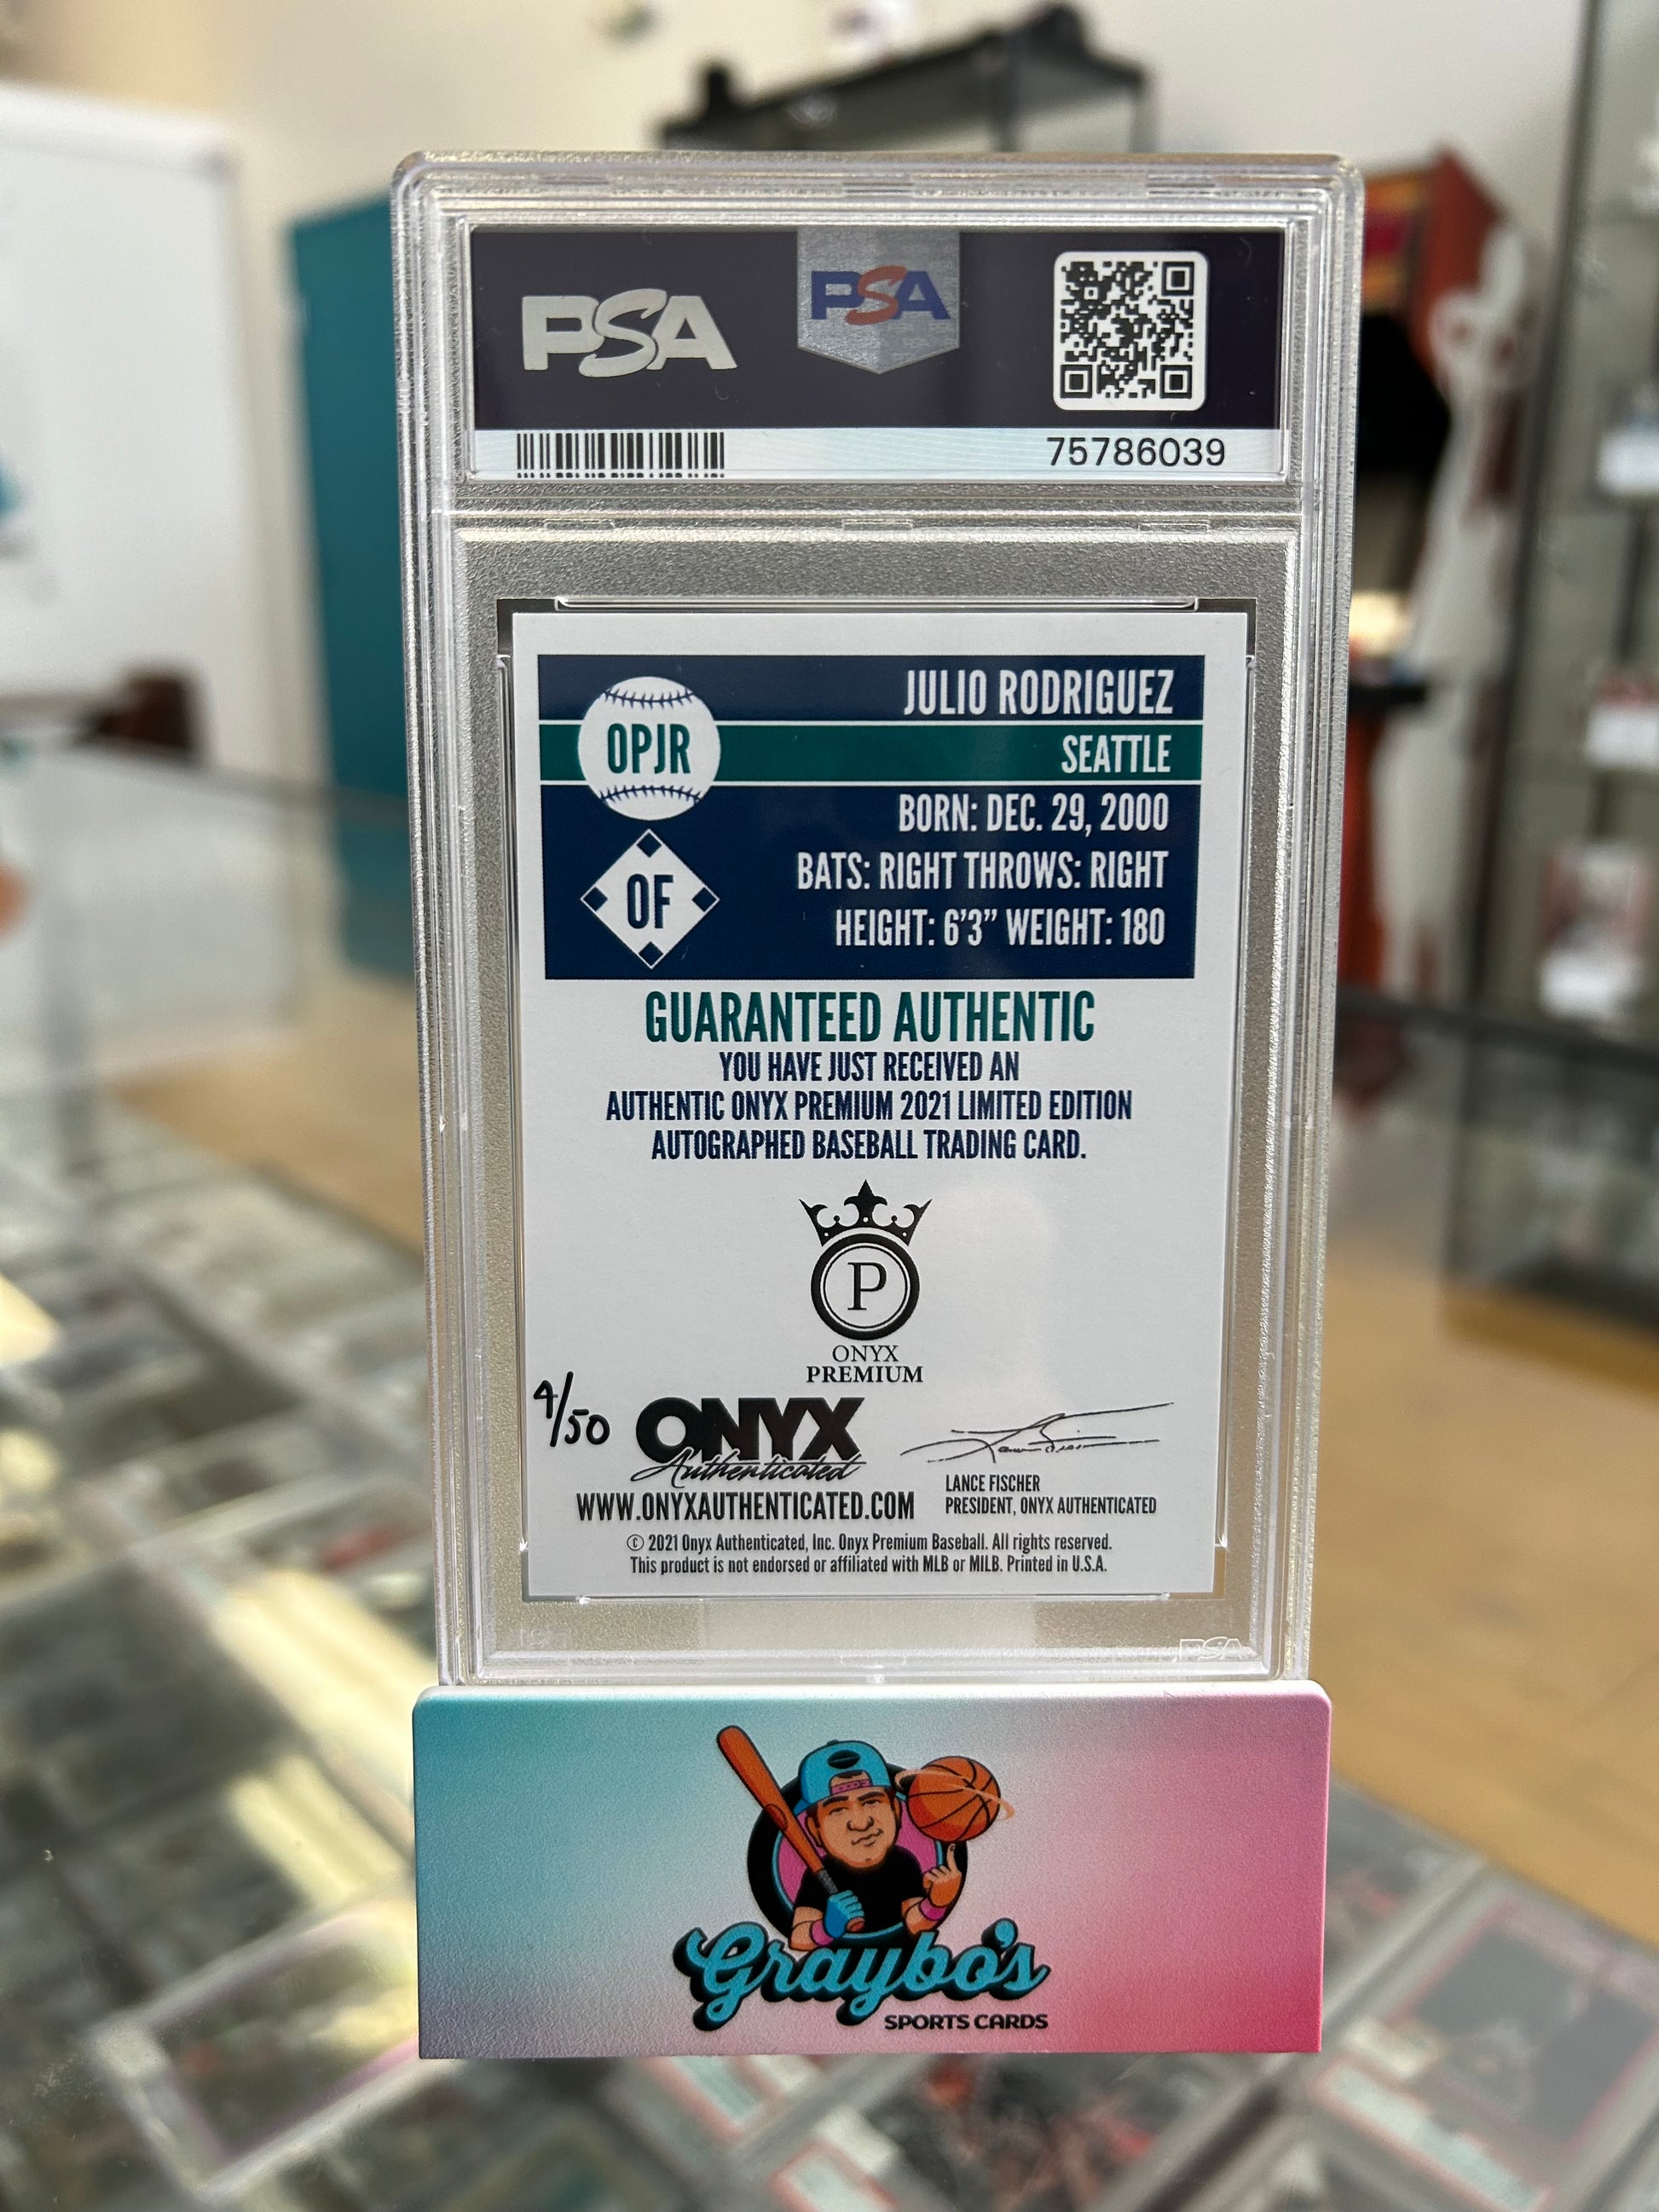 PSA
PSA
75786039
JULIO RODRIGUEZ
OPJR
SEATTLE
BORN: DEC. 29, 2000
OF
BATS: RIGHT THROWS: RIGHT
HEIGHT: 6'3” WEIGHT: 180
GUARANTEED AUTHENTIC
YOU HAVE JUST RECEIVED AN
AUTHENTIC ONYX PREMIUM 2021 LIMITED EDITION
AUTOGRAPHED BASEBALL TRADING CARD.
P
ONYX
PREMIUM
4/50
ONYX
Authenticated
WWW.ONYXAUTHENTICATED.COM
LANCE FISCHER
PRESIDENT, ONYX AUTHENTICATED
© 2021 Onyx Authenticated, Inc. Onyx Premium Baseball. All rights reserved.
This product is not endorsed or affiliated with MLB or MILB. Printed in U.S.A.
PSA
Graybo's
SPORTS CARDS